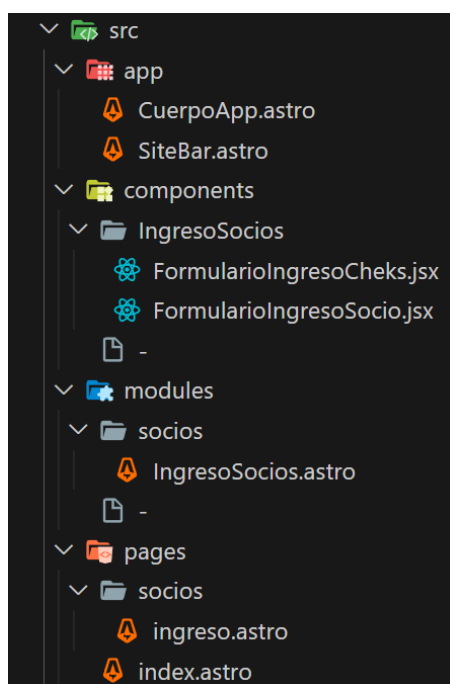 src
app
CuerpoApp.astro
SiteBar.astro
components
IngresoSocios
FormularioIngresoCheks.jsx
FormularioIngresoSocio.jsx
-
modules
socios
IngresoSocios.astro
-
pages
socios
ingreso.astro
index.astro